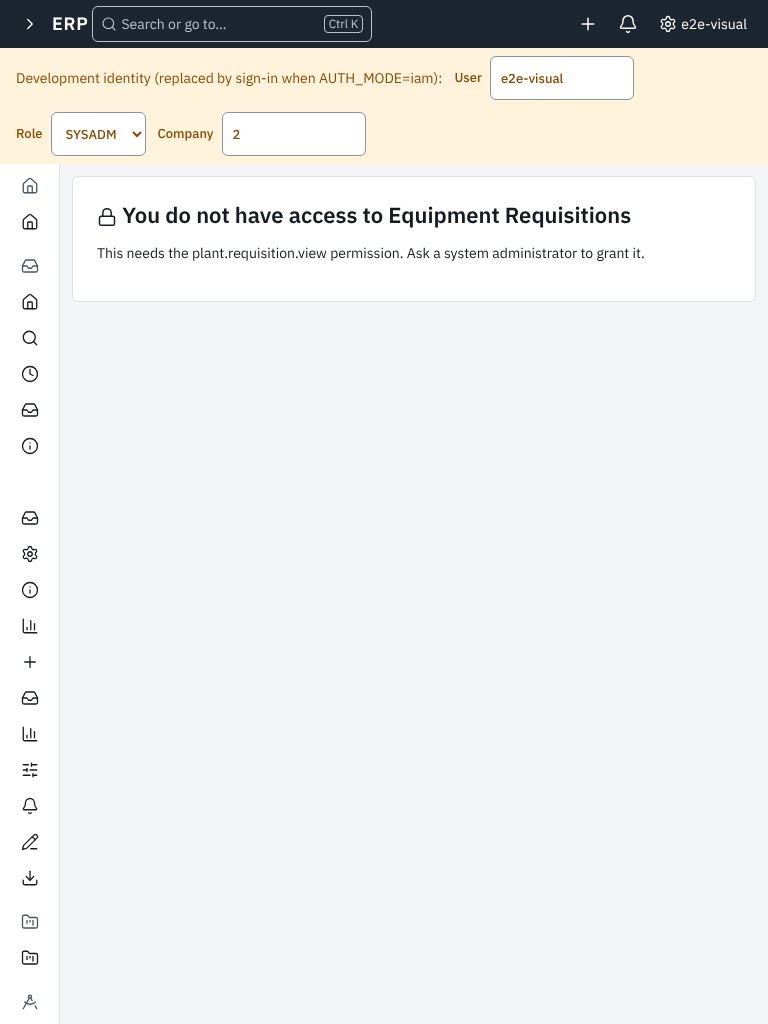 ERP
Search or go to...
Ctrl K
e2e-visual
Development identity (replaced by sign-in when AUTH_MODE=iam): User e2e-visual
Role SYSADM Company 2
You do not have access to Equipment Requisitions
This needs the plant.requisition.view permission. Ask a system administrator to grant it.